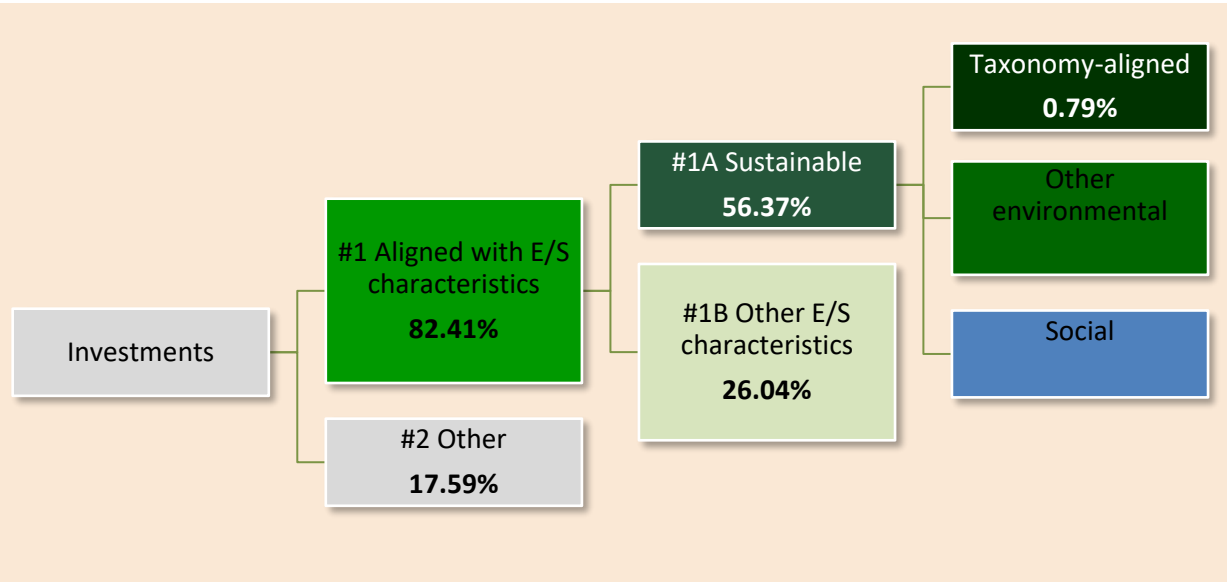 Investments
#1 Aligned with E/S
characteristics
82.41%
#2 Other
17.59%
#1A Sustainable
56.37%
#1B Other E/S
characteristics
26.04%
Taxonomy-aligned
0.79%
Other
environmental
Social